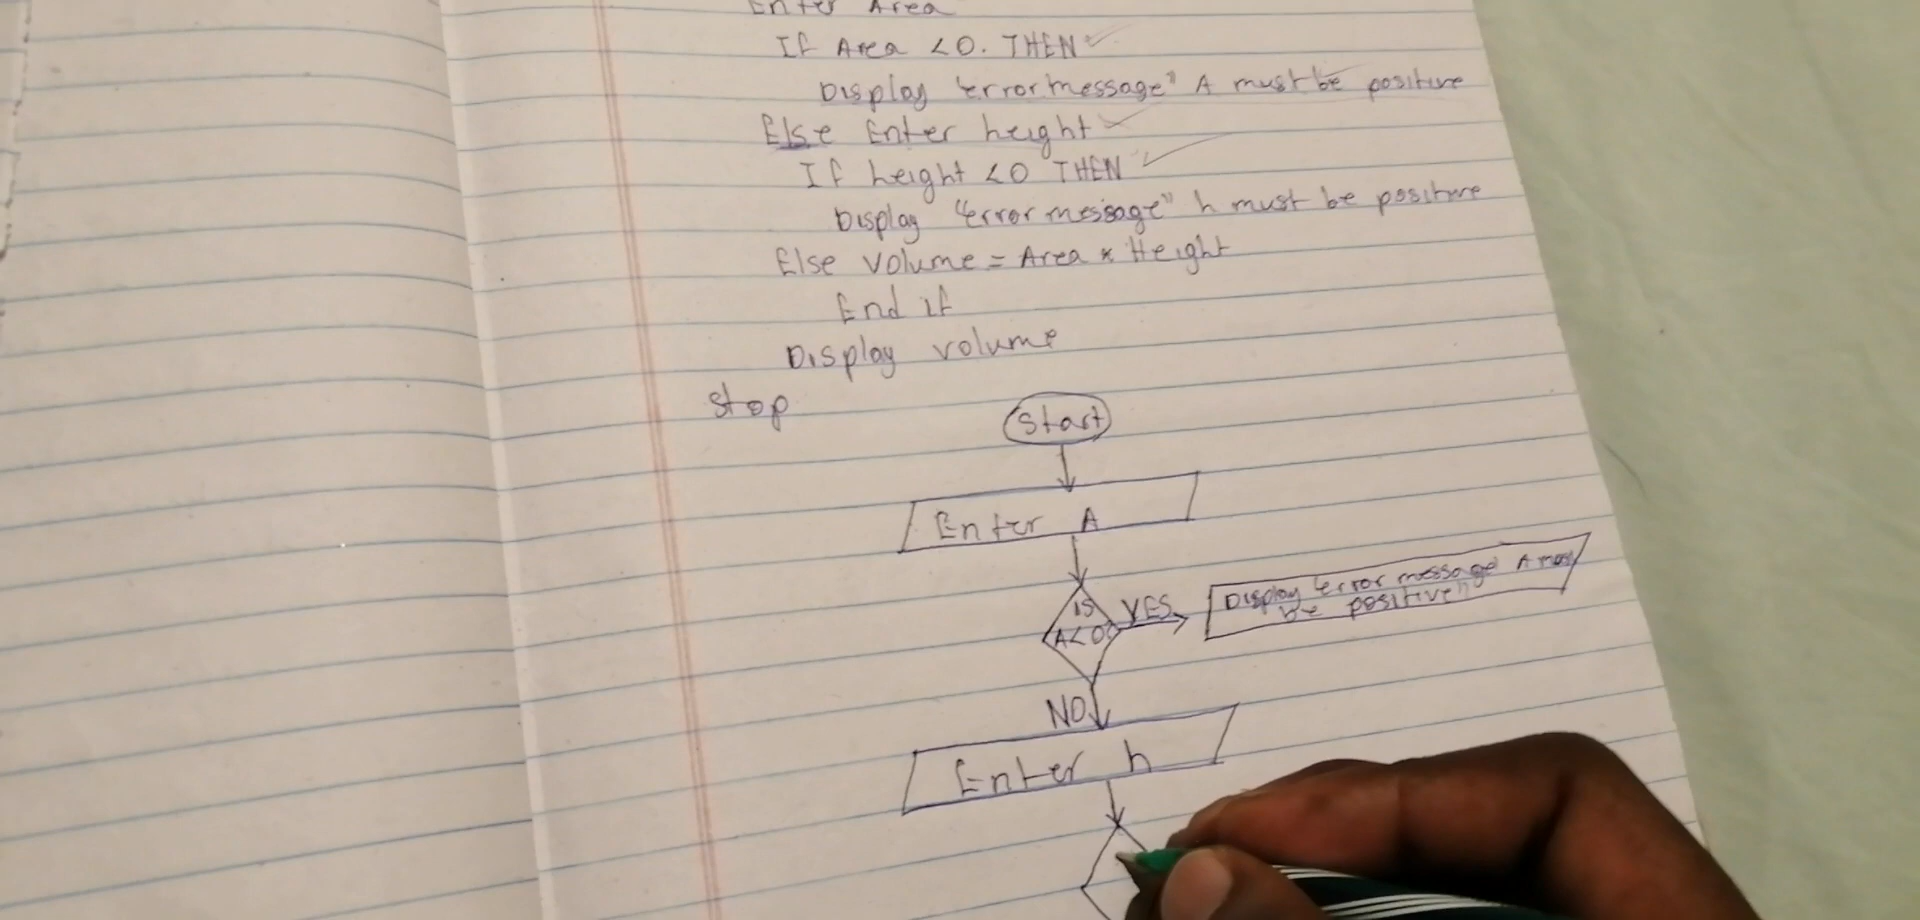 Enter Area
If Area <0. THEN
Display "error message" A must be positive
Else Enter height
If height <0 THEN
Display "error message" h must be positive
Else volume = Area * Height
End if
Display volume
Stop
Start
Enter A
IS
A<0?
YES
Display "error message A must
be positive"
NO
Enter h